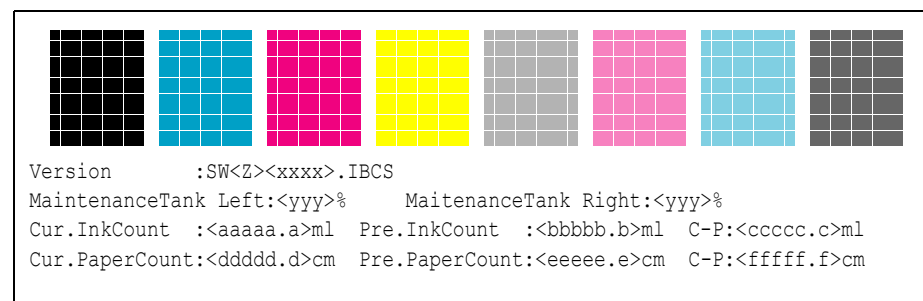 Version :SW<Z><xxxx>.IBCS
MaintenanceTank Left:<yyy>% MaitenanceTank Right:<yyy>%
Cur.InkCount :<aaaaa.a>ml Pre.InkCount :<bbbbb.b>ml C-P:<ccccc.c>ml
Cur.PaperCount:<ddddd.d>cm Pre.PaperCount:<eeeee.e>cm C-P:<fffff.f>cm